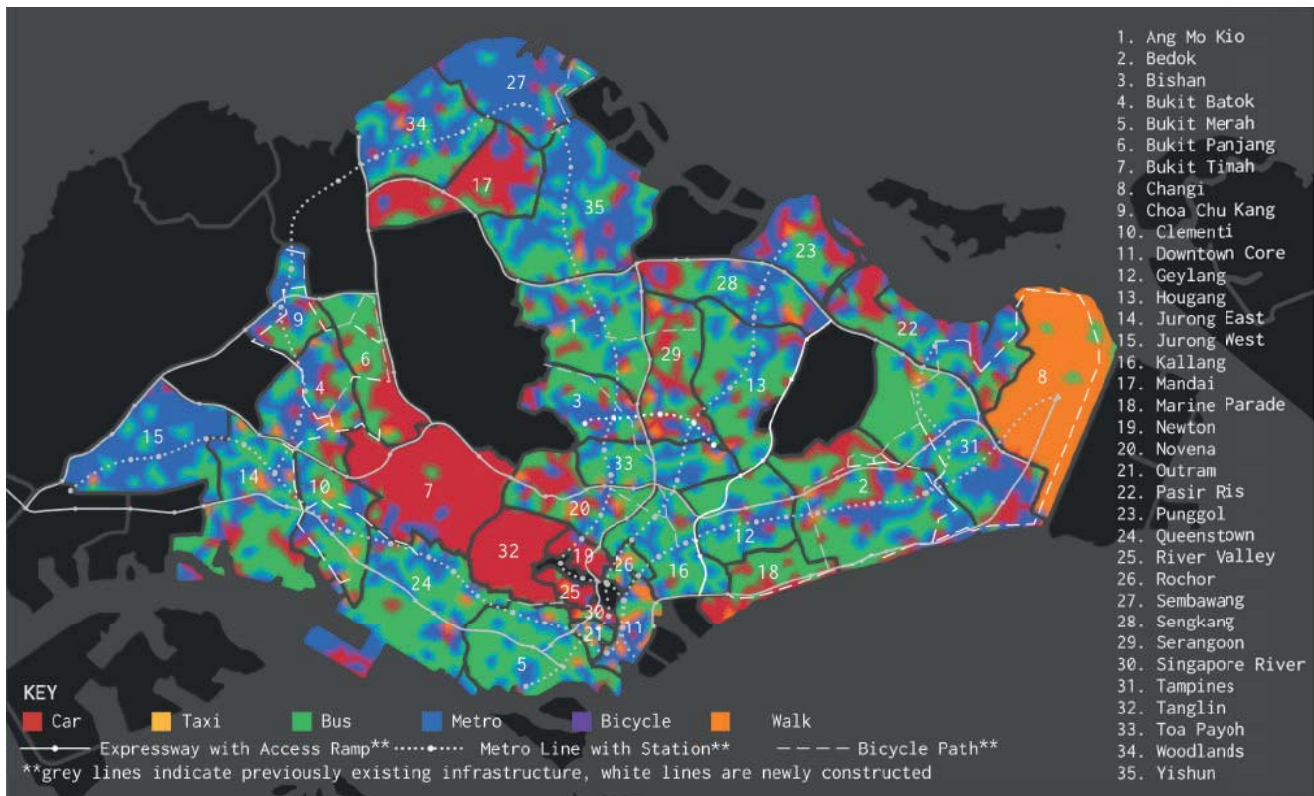 27
34
17
35
23
28
1
22
9
6
29
8
4
13
3
15
31
14
33
10
2
7
20
12
32
19
26
24
16
18
25
30
11
21
5
1. Ang Mo Kio
2. Bedok
3. Bishan
4. Bukit Batok
5. Bukit Merah
6. Bukit Panjang
7. Bukit Timah
8. Changi
9. Choa Chu Kang
10. Clementi
11. Downtown Core
12. Geylang
13. Hougang
14. Jurong East
15. Jurong West
16. Kallang
17. Mandai
18. Marine Parade
19. Newton
20. Novena
21. Outram
22. Pasir Ris
23. Punggol
24. Queenstown
25. River Valley
26. Rochor
27. Sembawang
28. Sengkang
29. Serangoon
30. Singapore River
31. Tampines
32. Tanglin
33. Toa Payoh
34. Woodlands
35. Yishun
KEY
Car Taxi Bus Metro Bicycle Walk
Expressway with Access Ramp** Metro Line with Station** Bicycle Path**
**grey lines indicate previously existing infrastructure, white lines are newly constructed